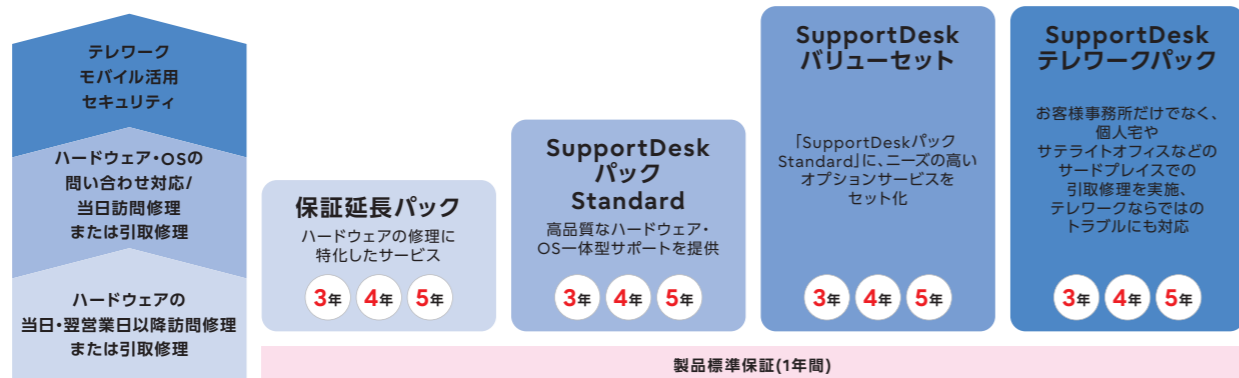 テレワーク
モバイル活用
セキュリティ
ハードウェア・OSの
問い合わせ対応/
当日訪問修理
または引取修理
ハードウェアの
当日・翌営業日以降訪問修理
または引取修理
保証延長パック
ハードウェアの修理に
特化したサービス
3年 4年 5年
SupportDesk
パック
Standard
高品質なハードウェア・
OS一体型サポートを提供
3年 4年 5年
SupportDesk
バリューセット
「SupportDeskパック
Standard」に、ニーズの高い
オプションサービスを
セット化
3年 4年 5年
SupportDesk
テレワークパック
お客様事務所だけでなく、
個人宅や
サテライトオフィスなどの
サードプレイスでの
引取修理を実施、
テレワークならではの
トラブルにも対応
3年 4年 5年
製品標準保証(1年間)